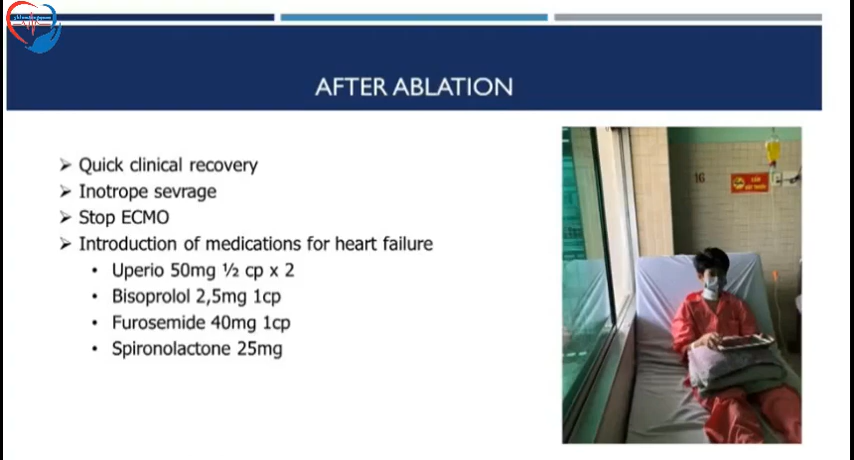 AFTER ABLATION
➢ Quick clinical recovery
➢ Inotrope sevrage
➢ Stop ECMO
➢ Introduction of medications for heart failure
• Uperio 50mg ½ cp x 2
• Bisoprolol 2,5mg 1cp
• Furosemide 40mg 1cp
• Spironolactone 25mg
16
CẤM